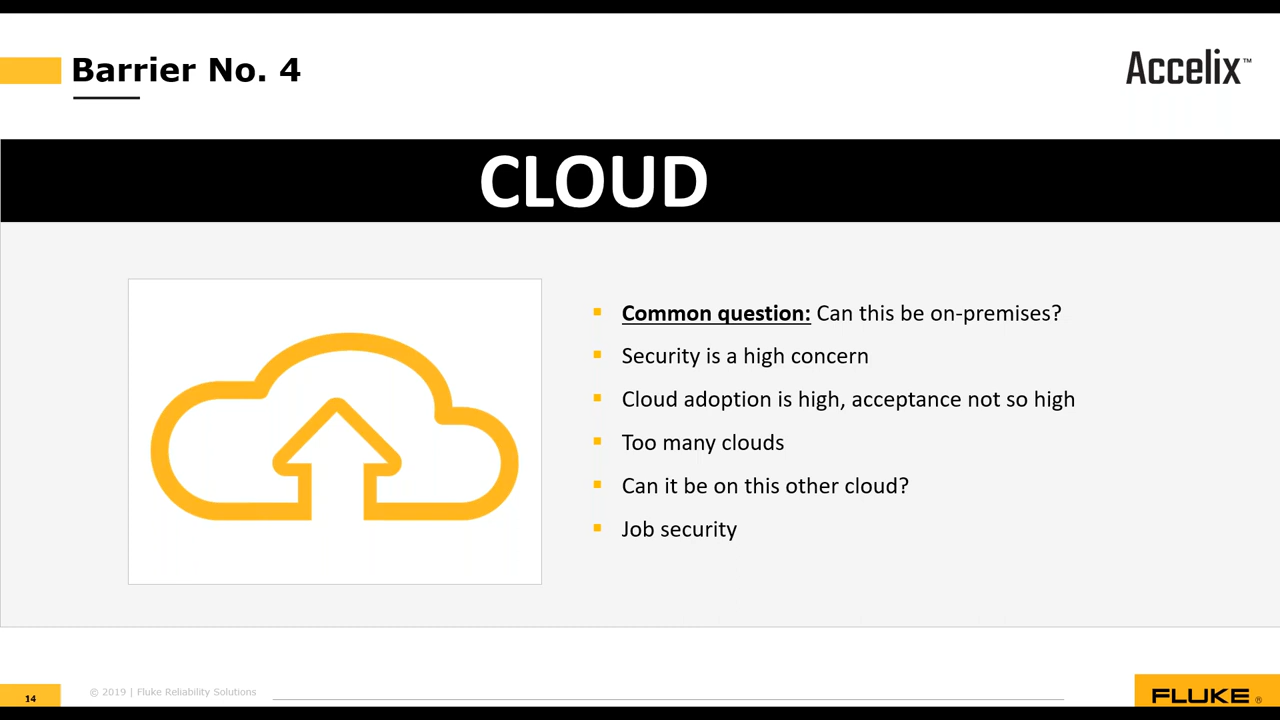 Barrier No. 4
Accelix™
CLOUD
Common question: Can this be on-premises?
Security is a high concern
Cloud adoption is high, acceptance not so high
Too many clouds
Can it be on this other cloud?
Job security
14
© 2019 | Fluke Reliability Solutions
FLUKE®